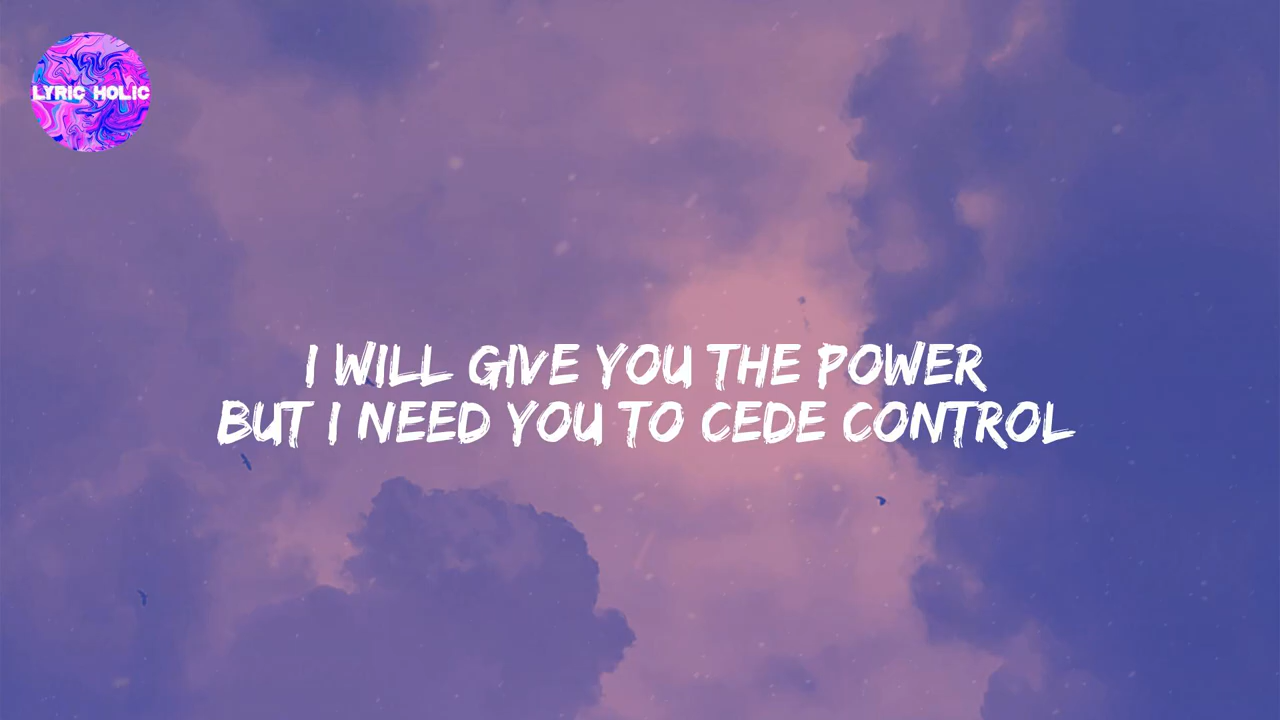 LYRIC HOLIC
I WILL GIVE YOU THE POWER
BUT I NEED YOU TO CEDE CONTROL